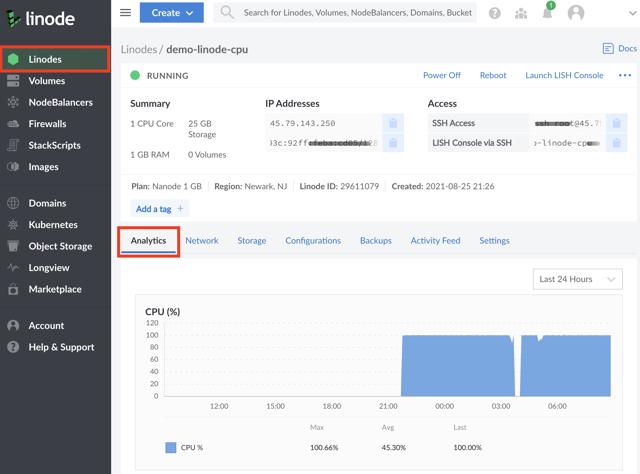 linode
Create
Search for Linodes, Volumes, NodeBalancers, Domains, Bucket
1
Linodes
Volumes
NodeBalancers
Firewalls
StackScripts
Images
Domains
Kubernetes
Object Storage
Longview
Marketplace
Account
Help & Support
Linodes / demo-linode-cpu
Docs
RUNNING
Power Off Reboot Launch LISH Console ...
Summary IP Addresses Access
1 CPU Core 25 GB Storage
1 GB RAM 0 Volumes
45.79.143.250
SSH Access
LISH Console via SSH
Plan: Nanode 1 GB Region: Newark, NJ Linode ID: 29611079 Created: 2021-08-25 21:26
Add a tag +
Analytics Network Storage Configurations Backups Activity Feed Settings
Last 24 Hours
CPU (%)
120
100
80
60
40
20
0
12:00 15:00 18:00 21:00 00:00 03:00 06:00
Max Avg Last
CPU % 100.66% 45.30% 100.00%